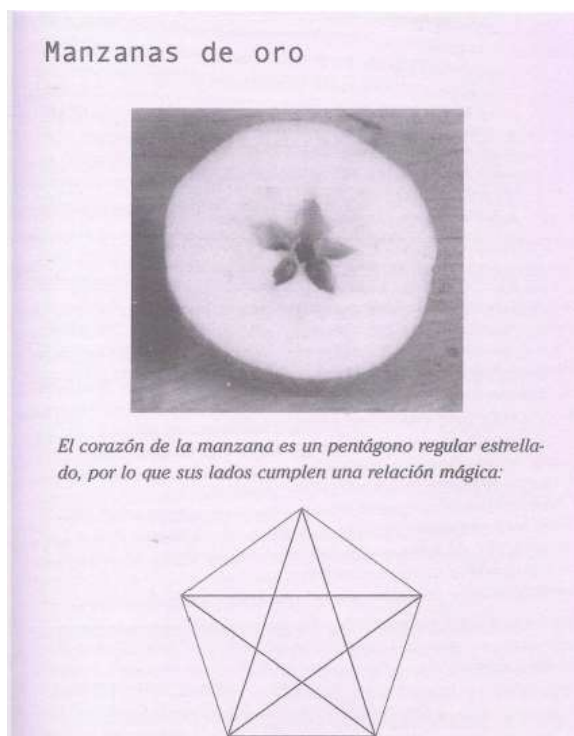 Manzanas de oro
El corazón de la manzana es un pentágono regular estrella-
do, por lo que sus lados cumplen una relación mágica: